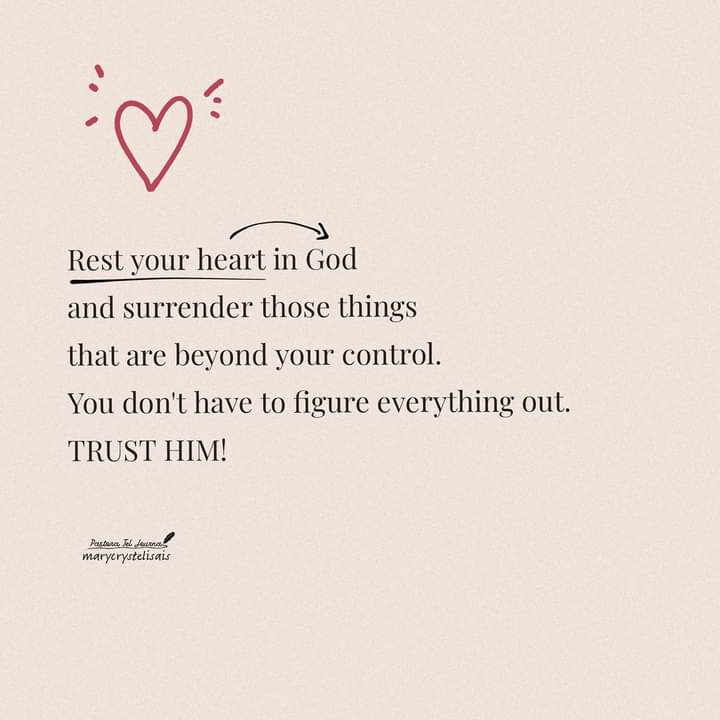 Rest your heart in God
and surrender those things
that are beyond your control.
You don't have to figure everything out.
TRUST HIM!
Pastora Tel Journal
marycrystelisais